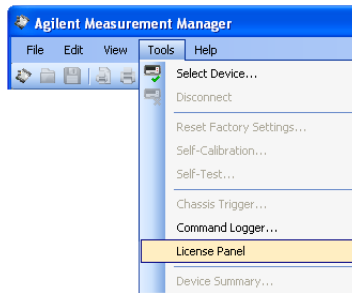 Agilent Measurement Manager
File Edit View Tools Help
Select Device...
Disconnect
Reset Factory Settings...
Self-Calibration...
Self-Test...
Chassis Trigger...
Command Logger...
License Panel
Device Summary...